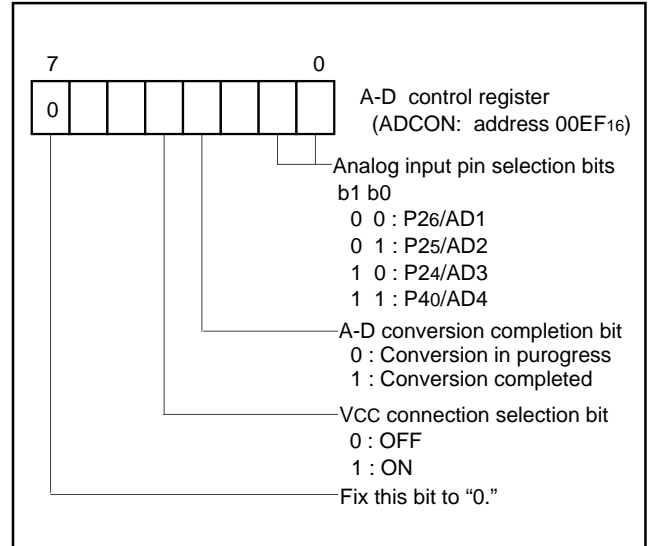 7 0
0
A-D control register
(ADCON: address 00EF16)
Analog input pin selection bits
b1 b0
0 0 : P26/AD1
0 1 : P25/AD2
1 0 : P24/AD3
1 1 : P40/AD4
A-D conversion completion bit
0 : Conversion in purogress
1 : Conversion completed
VCC connection selection bit
0 : OFF
1 : ON
Fix this bit to “0.”